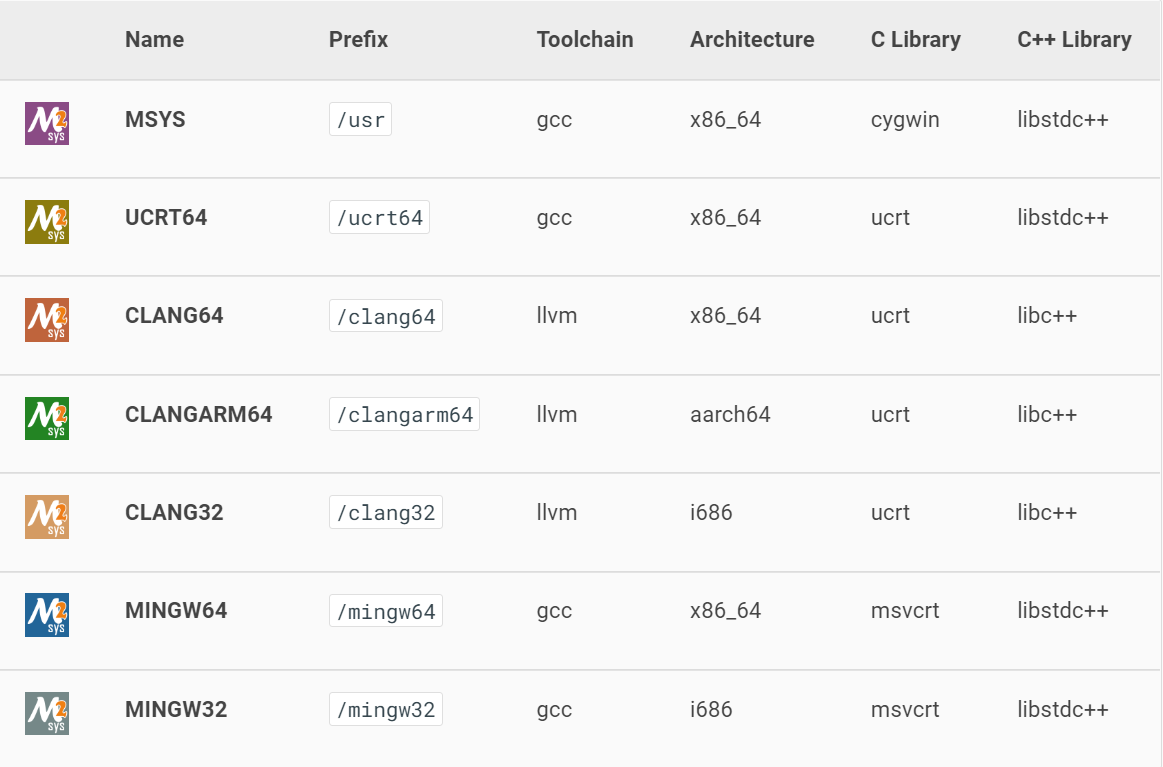 Name Prefix Toolchain Architecture C Library C++ Library
M2 sys MSYS /usr gcc x86_64 cygwin libstdc++
M2 sys UCRT64 /ucrt64 gcc x86_64 ucrt libstdc++
M2 sys CLANG64 /clang64 llvm x86_64 ucrt libc++
M2 sys CLANGARM64 /clangarm64 llvm aarch64 ucrt libc++
M2 sys CLANG32 /clang32 llvm i686 ucrt libc++
M2 sys MINGW64 /mingw64 gcc x86_64 msvcrt libstdc++
M2 sys MINGW32 /mingw32 gcc i686 msvcrt libstdc++